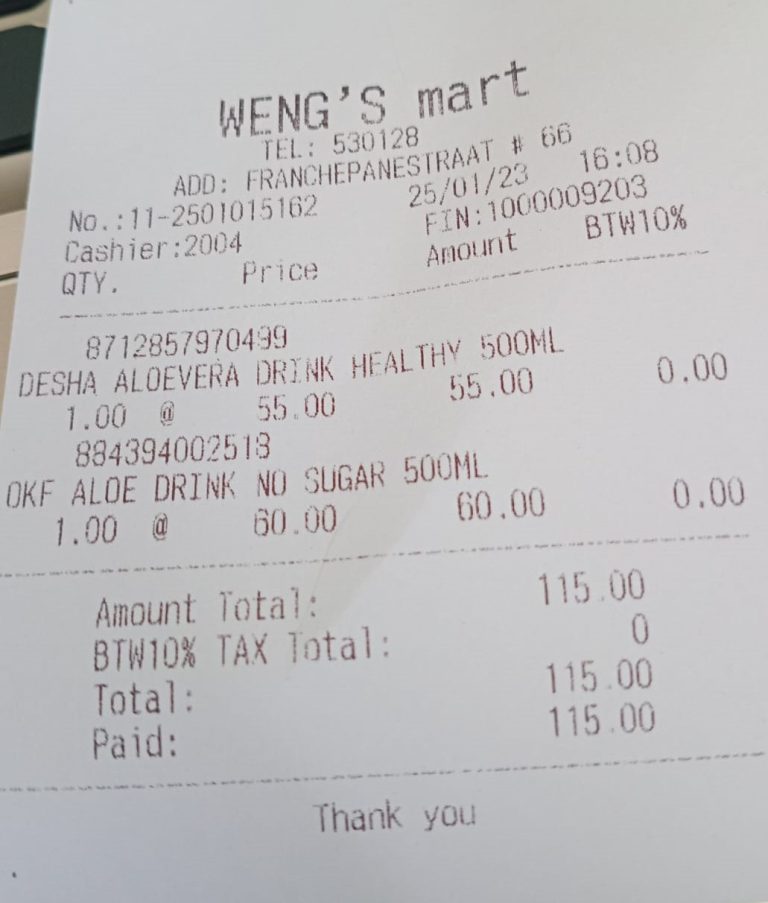 WENG'S mart
TEL: 530128
ADD: FRANCHEPANESTRAAT # 66
No.:11-2501015162 25/01/23 16:08
Cashier:2004 FIN:1000009203
QTY. Price Amount BTW10%
8712857970499
DESHA ALOEVERA DRINK HEALTHY 500ML
1.00 @ 55.00 55.00 0.00
884394002513
OKF ALOE DRINK NO SUGAR 500ML
1.00 @ 60.00 60.00 0.00
Amount Total: 115.00
BTW10% TAX Total: 0
Total: 115.00
Paid: 115.00
Thank you